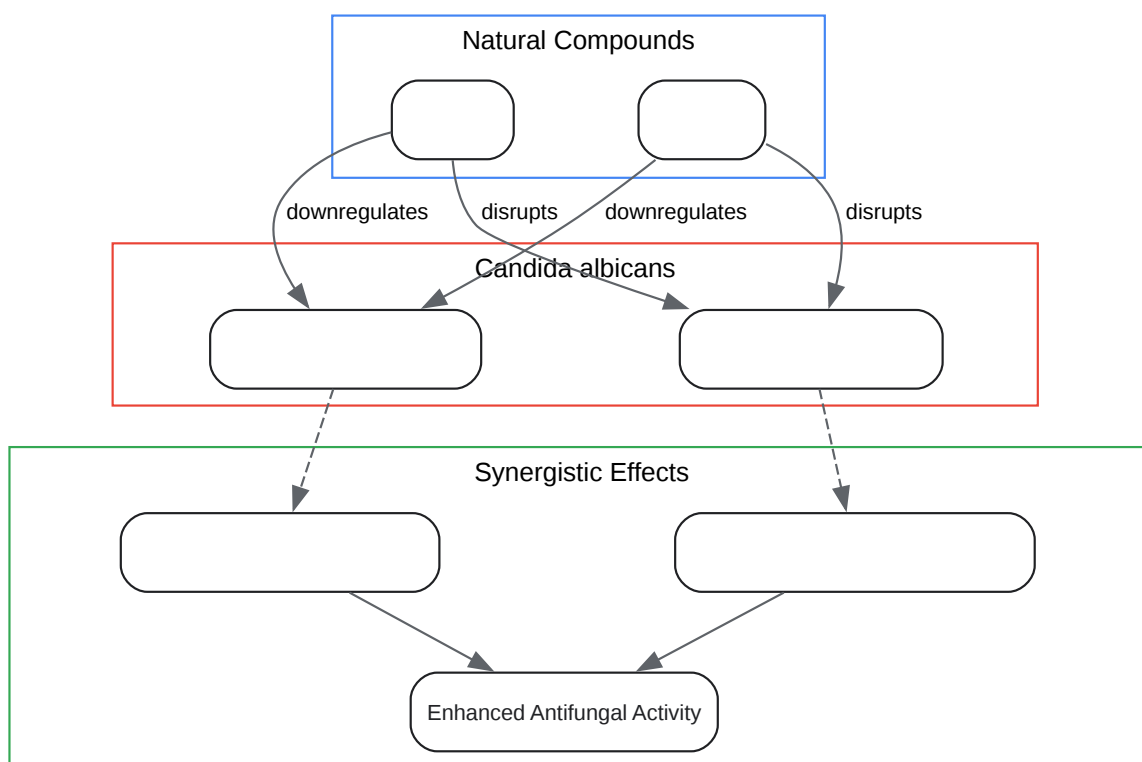 Natural Compounds
downregulates
disrupts
downregulates
disrupts
Candida albicans
Synergistic Effects
Enhanced Antifungal Activity